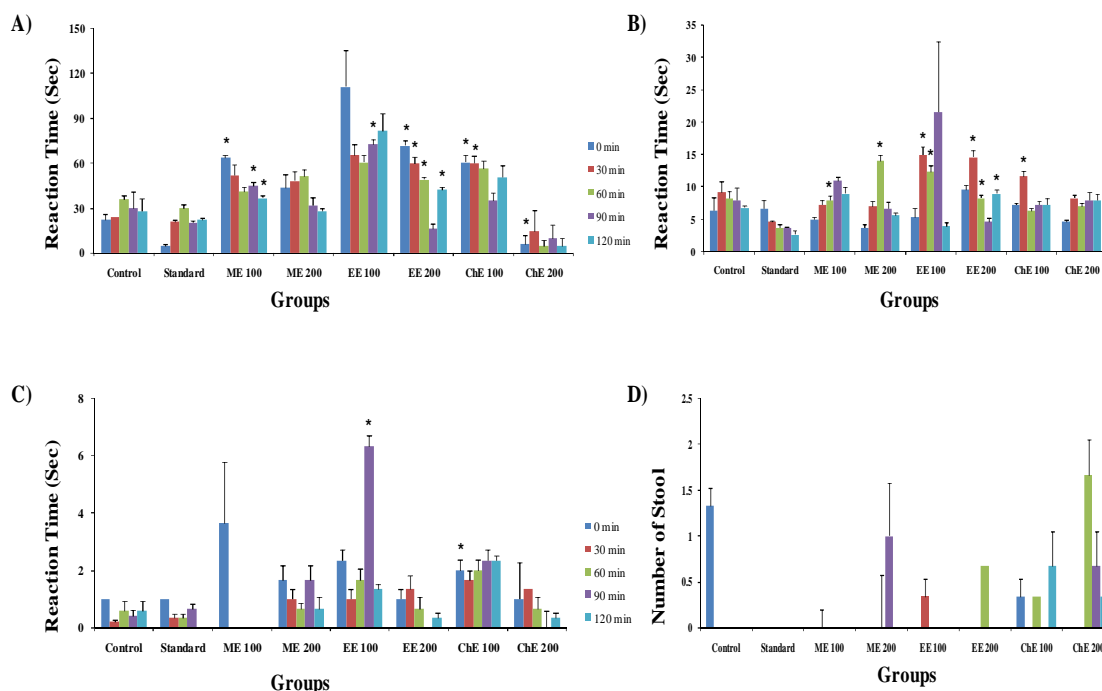 A)
150
120
90
60
30
0
Reaction Time (Sec)
* * * * * * * * * * * *
Control Standard ME 100 ME 200 EE 100 EE 200 ChE 100 ChE 200
Groups
0 min
30 min
60 min
90 min
120 min
B)
35
30
25
20
15
10
5
0
Reaction Time (Sec)
* * * * * * * *
Control Standard ME 100 ME 200 EE 100 EE 200 ChE 100 ChE 200
Groups
C)
8
6
4
2
0
Reaction Time (Sec)
* *
Control Standard ME 100 ME 200 EE 100 EE 200 ChE 100 ChE 200
Groups
0 min
30 min
60 min
90 min
120 min
D)
2.5
2
1.5
1
0.5
0
Number of Stool
Control Standard ME 100 ME 200 EE 100 EE 200 ChE 100 ChE 200
Groups